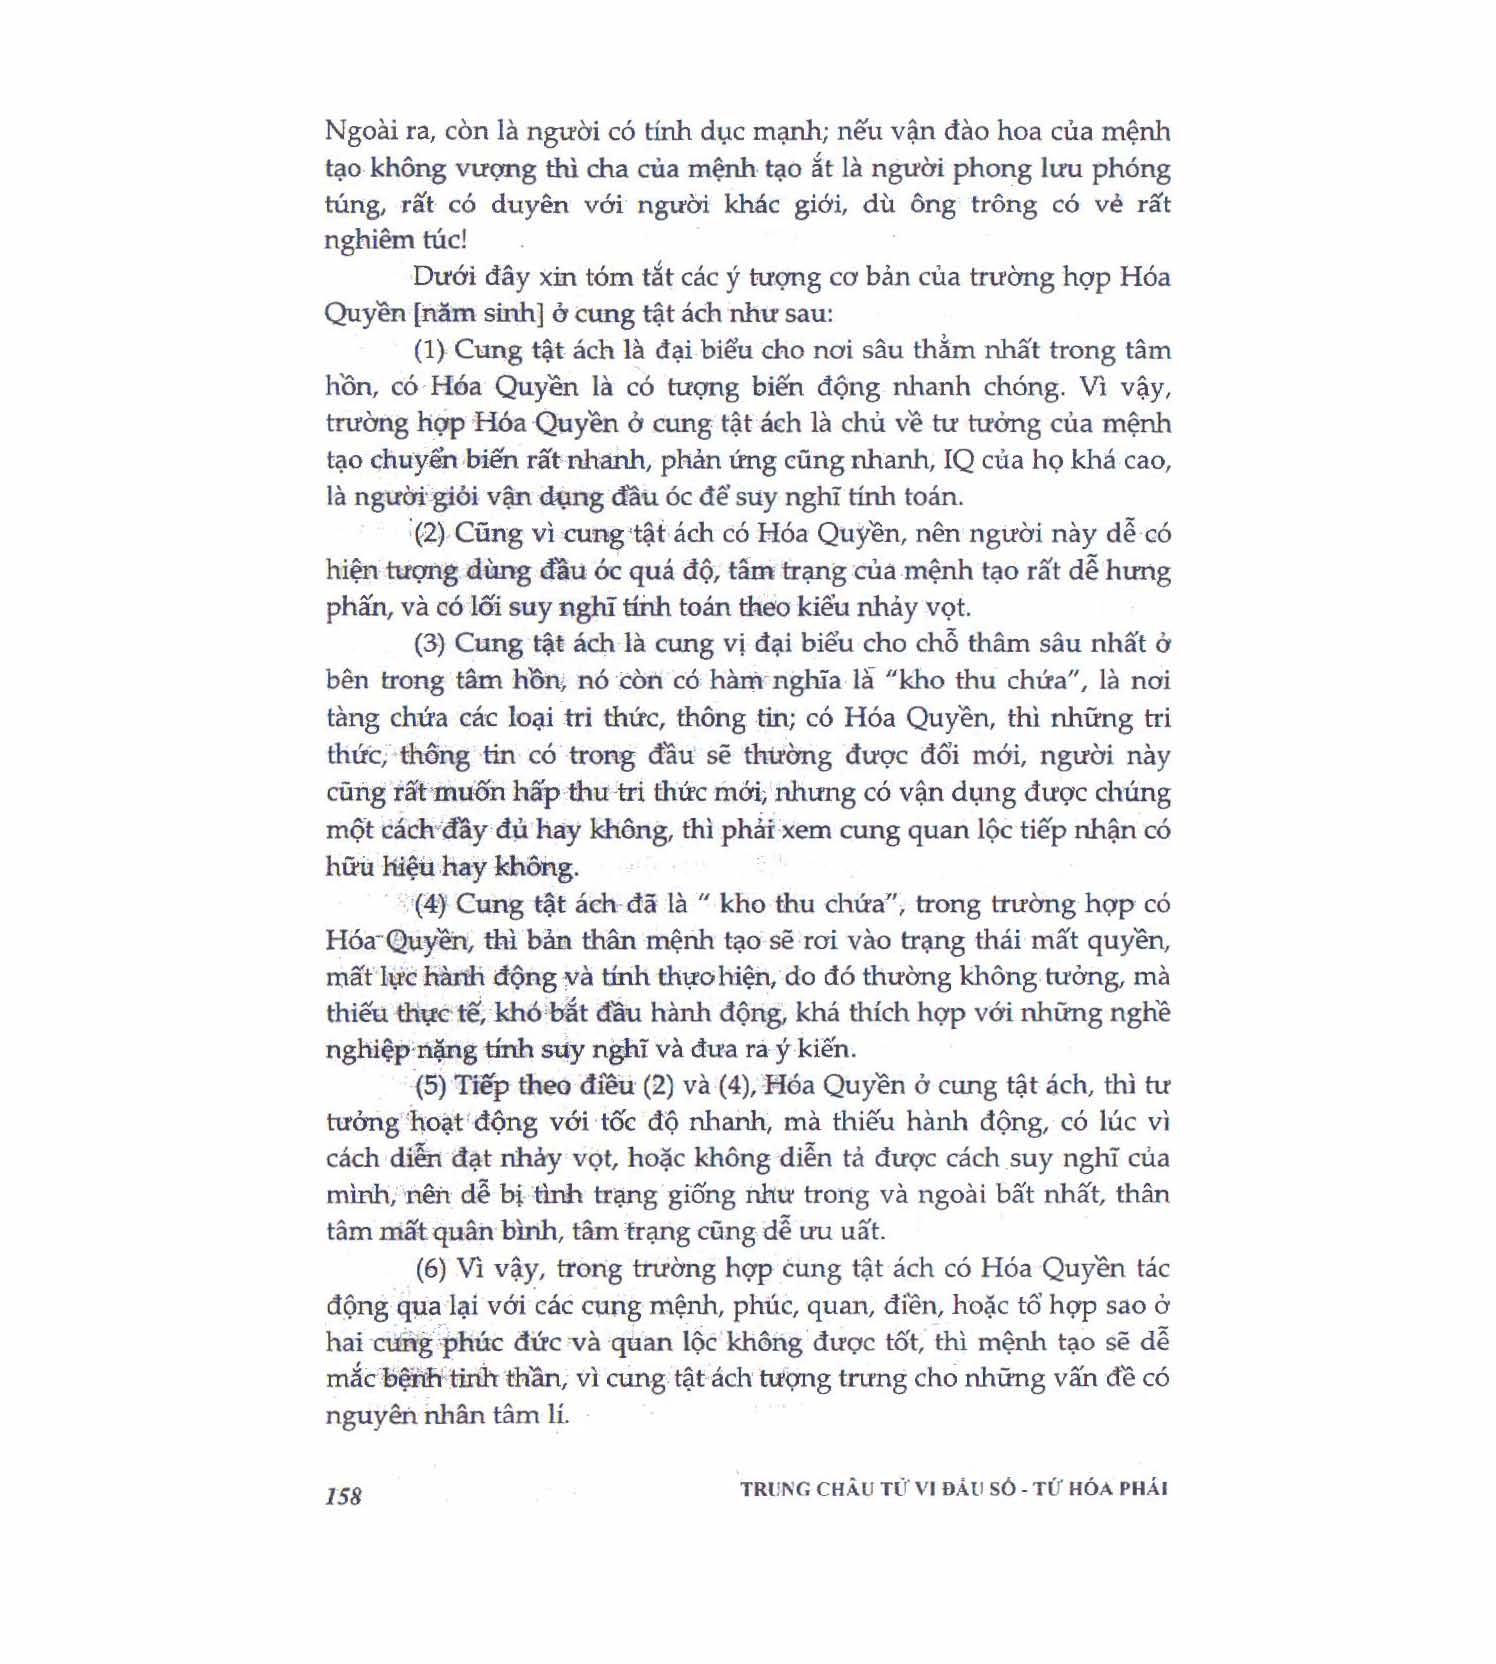 Ngoài ra, còn là người có tính dục mạnh; nếu vận đào hoa của mệnh
tạo không vượng thì cha của mệnh tạo ắt là người phong lưu phóng
túng, rất có duyên với người khác giới, dù ông trông có vẻ rất
nghiêm túc!
Dưới đây xin tóm tắt các ý tượng cơ bản của trường hợp Hóa
Quyền [năm sinh] ở cung tật ách như sau:
(1) Cung tật ách là đại biểu cho nơi sâu thẳm nhất trong tâm
hồn, có Hóa Quyền là có tượng biến động nhanh chóng. Vì vậy,
trường hợp Hóa Quyền ở cung tật ách là chủ về tư tưởng của mệnh
tạo chuyển biến rất nhanh, phản ứng cũng nhanh, IQ của họ khá cao,
là người giỏi vận dụng đầu óc để suy nghĩ tính toán.
(2) Cũng vì cung tật ách có Hóa Quyền, nên người này dễ có
hiện tượng dùng đầu óc quá độ, tâm trạng của mệnh tạo rất dễ hưng
phấn, và có lối suy nghĩ tính toán theo kiểu nhảy vọt.
(3) Cung tật ách là cung vị đại biểu cho chỗ thâm sâu nhất ở
bên trong tâm hồn, nó còn có hàm nghĩa là "kho thu chứa", là nơi
tàng chứa các loại tri thức, thông tin; có Hóa Quyền, thì những tri
thức, thông tin có trong đầu sẽ thường được đổi mới, người này
cũng rất muốn hấp thu tri thức mới, nhưng có vận dụng được chúng
một cách đầy đủ hay không, thì phải xem cung quan lộc tiếp nhận có
hữu hiệu hay không.
(4) Cung tật ách đã là " kho thu chứa", trong trường hợp có
Hóa Quyền, thì bản thân mệnh tạo sẽ rơi vào trạng thái mất quyền,
mất lực hành động và tính thực hiện, do đó thường không tưởng, mà
thiếu thực tế, khó bắt đầu hành động, khá thích hợp với những nghề
nghiệp nặng tính suy nghĩ và đưa ra ý kiến.
(5) Tiếp theo điều (2) và (4), Hóa Quyền ở cung tật ách, thì tư
tưởng hoạt động với tốc độ nhanh, mà thiếu hành động, có lúc vì
cách diễn đạt nhảy vọt, hoặc không diễn tả được cách suy nghĩ của
mình, nên dễ bị tình trạng giống như trong và ngoài bất nhất, thân
tâm mất quân bình, tâm trạng cũng dễ ưu uất.
(6) Vì vậy, trong trường hợp cung tật ách có Hóa Quyền tác
động qua lại với các cung mệnh, phúc, quan, điền, hoặc tổ hợp sao ở
hai cung phúc đức và quan lộc không được tốt, thì mệnh tạo sẽ dễ
mắc bệnh tinh thần, vì cung tật ách tượng trưng cho những vấn đề có
nguyên nhân tâm lí.
158
TRUNG CHÂU TỬ VI ĐẨU SỐ - TỨ HÓA PHÁI